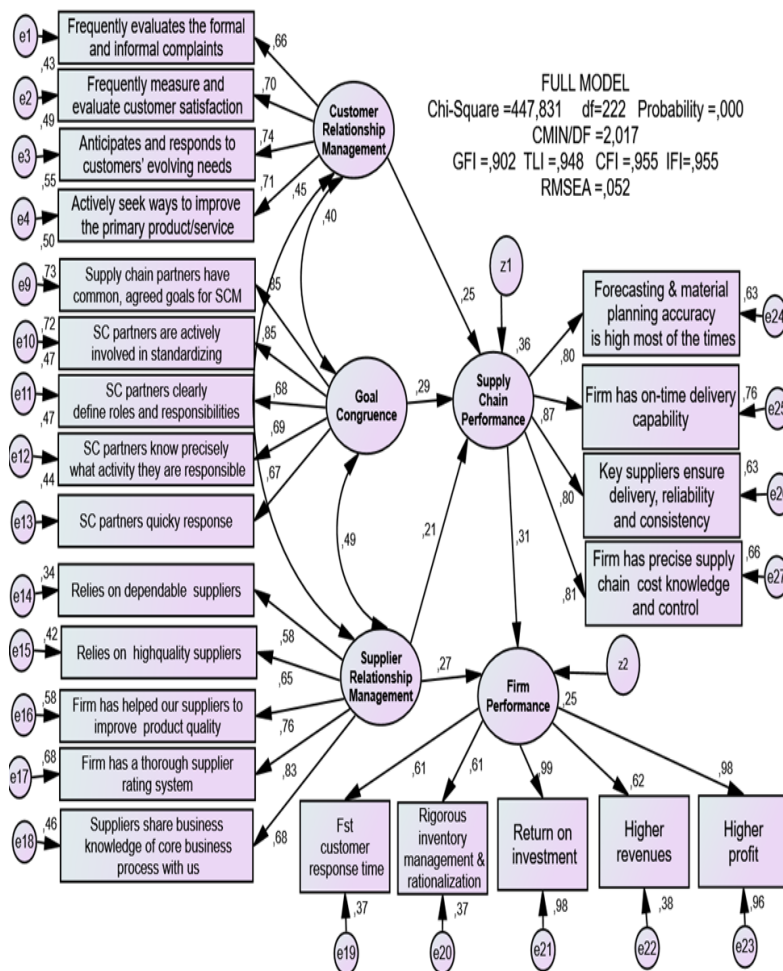 FULL MODEL
Chi-Square =447,831 df=222 Probability =,000
CMIN/DF =2,017
GFI =,902 TLI =,948 CFI =,955 IFI=,955
RMSEA =,052
e1
Frequently evaluates the formal
and informal complaints
,43
,66
e2
Frequently measure and
evaluate customer satisfaction
,49
,70
e3
Anticipates and responds to
customers' evolving needs
,55
,74
e4
Actively seek ways to improve
the primary product/service
,50
,71
Customer
Relationship
Management
,45
,40
,25
e9
,73
Supply chain partners have
common, agreed goals for SCM
,85
e10
,72
SC partners are actively
involved in standardizing
,47
,85
e11
SC partners clearly
define roles and responsibilities
,47
,68
e12
SC partners know precisely
what activity they are responsible
,44
,69
e13
SC partners quicky response
,67
Goal
Congruence
,29
,49
z1
,36
Supply
Chain
Performance
Forecasting & material
planning accuracy
is high most of the times
,63
e24
,80
Firm has on-time delivery
capability
,76
e25
,87
Key suppliers ensure
delivery, reliability
and consistency
,63
,80
Firm has precise supply
chain cost knowledge
and control
,66
e27
,81
,21
,31
e14
,34
Relies on dependable suppliers
,58
e15
,42
Relies on highquality suppliers
,65
e16
,58
Firm has helped our suppliers to
improve product quality
,76
e17
,68
Firm has a thorough supplier
rating system
,83
e18
,46
Suppliers share business
knowledge of core business
process with us
,68
Supplier
Relationship
Management
,27
z2
Firm
Performance
,25
,61
,61
,99
,62
,98
Fst
customer
response time
Rigorous
inventory
management &
rationalization
Return on
investment
Higher
revenues
Higher
profit
,37
,37
,98
,38
,96
e19
e20
e21
e22
e23